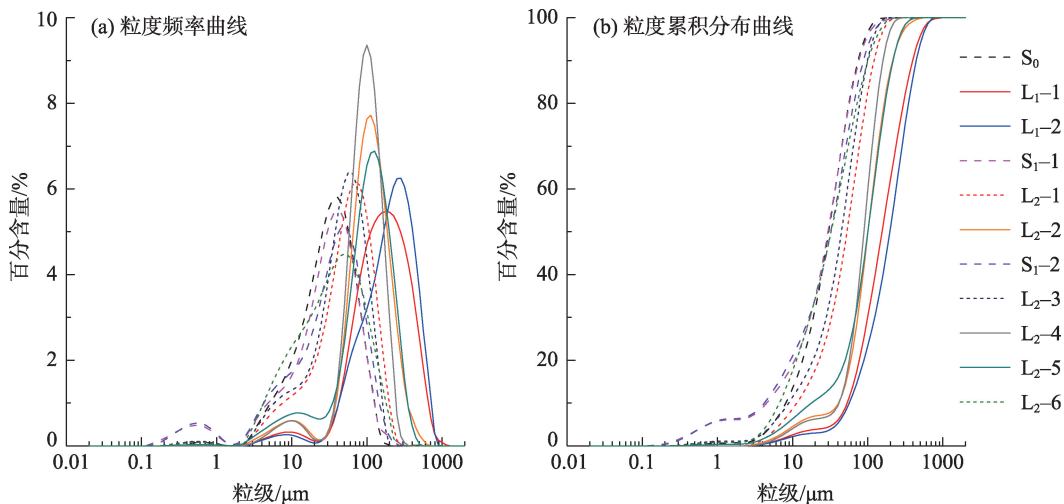 (a) 粒度频率曲线
10
8
6
4
2
0
0.01 0.1 1 10 100 1000
百分含量/%
粒级/μm
(b) 粒度累积分布曲线
100
80
60
40
20
0
0.01 0.1 1 10 100 1000
百分含量/%
粒级/μm
S₀
L₁–1
L₁–2
S₁–1
L₂–1
L₂–2
S₁–2
L₂–3
L₂–4
L₂–5
L₂–6